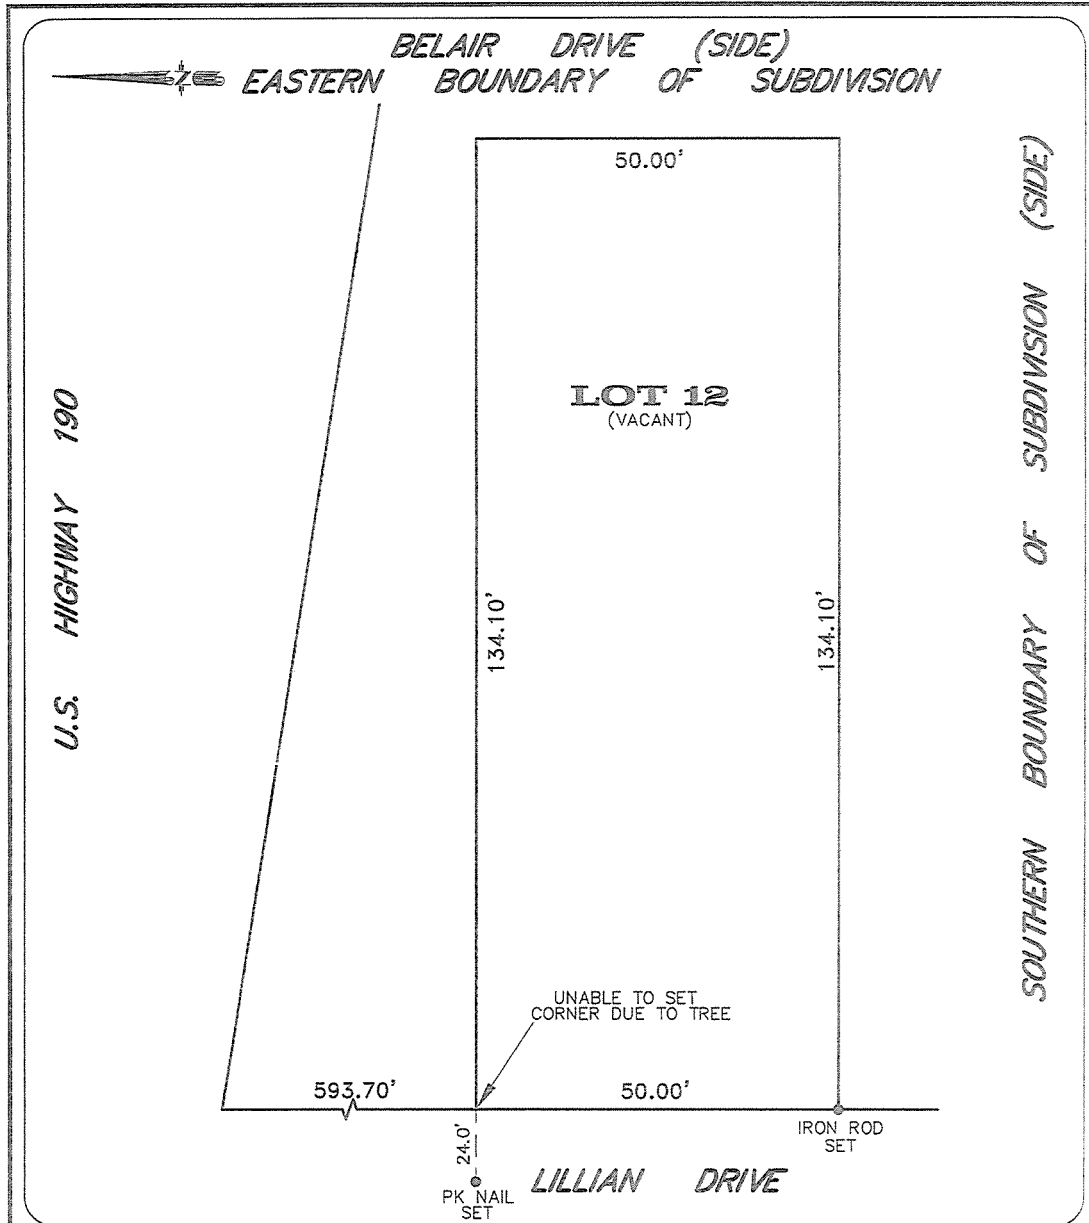 BELAIR DRIVE (SIDE)
EASTERN BOUNDARY OF SUBDIVISION
50.00'
SOUTHERN BOUNDARY OF SUBDIVISION (SIDE)
U.S. HIGHWAY 190
LOT 12
(VACANT)
134.10'
134.10'
UNABLE TO SET
CORNER DUE TO TREE
593.70'
50.00'
IRON ROD
SET
24.0'
PK NAIL
SET
LILLIAN DRIVE